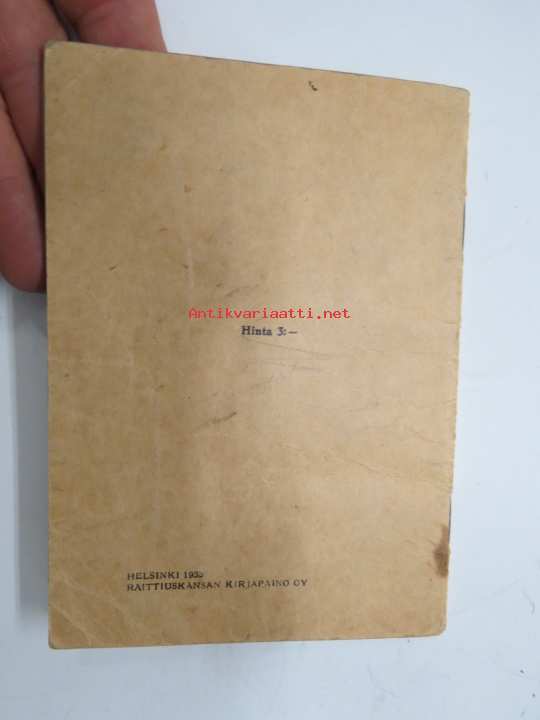 Antikvariaatti.net
Hinta 3:—
HELSINKI
RAITTIUSKANSAN KIRJAPAINO OY